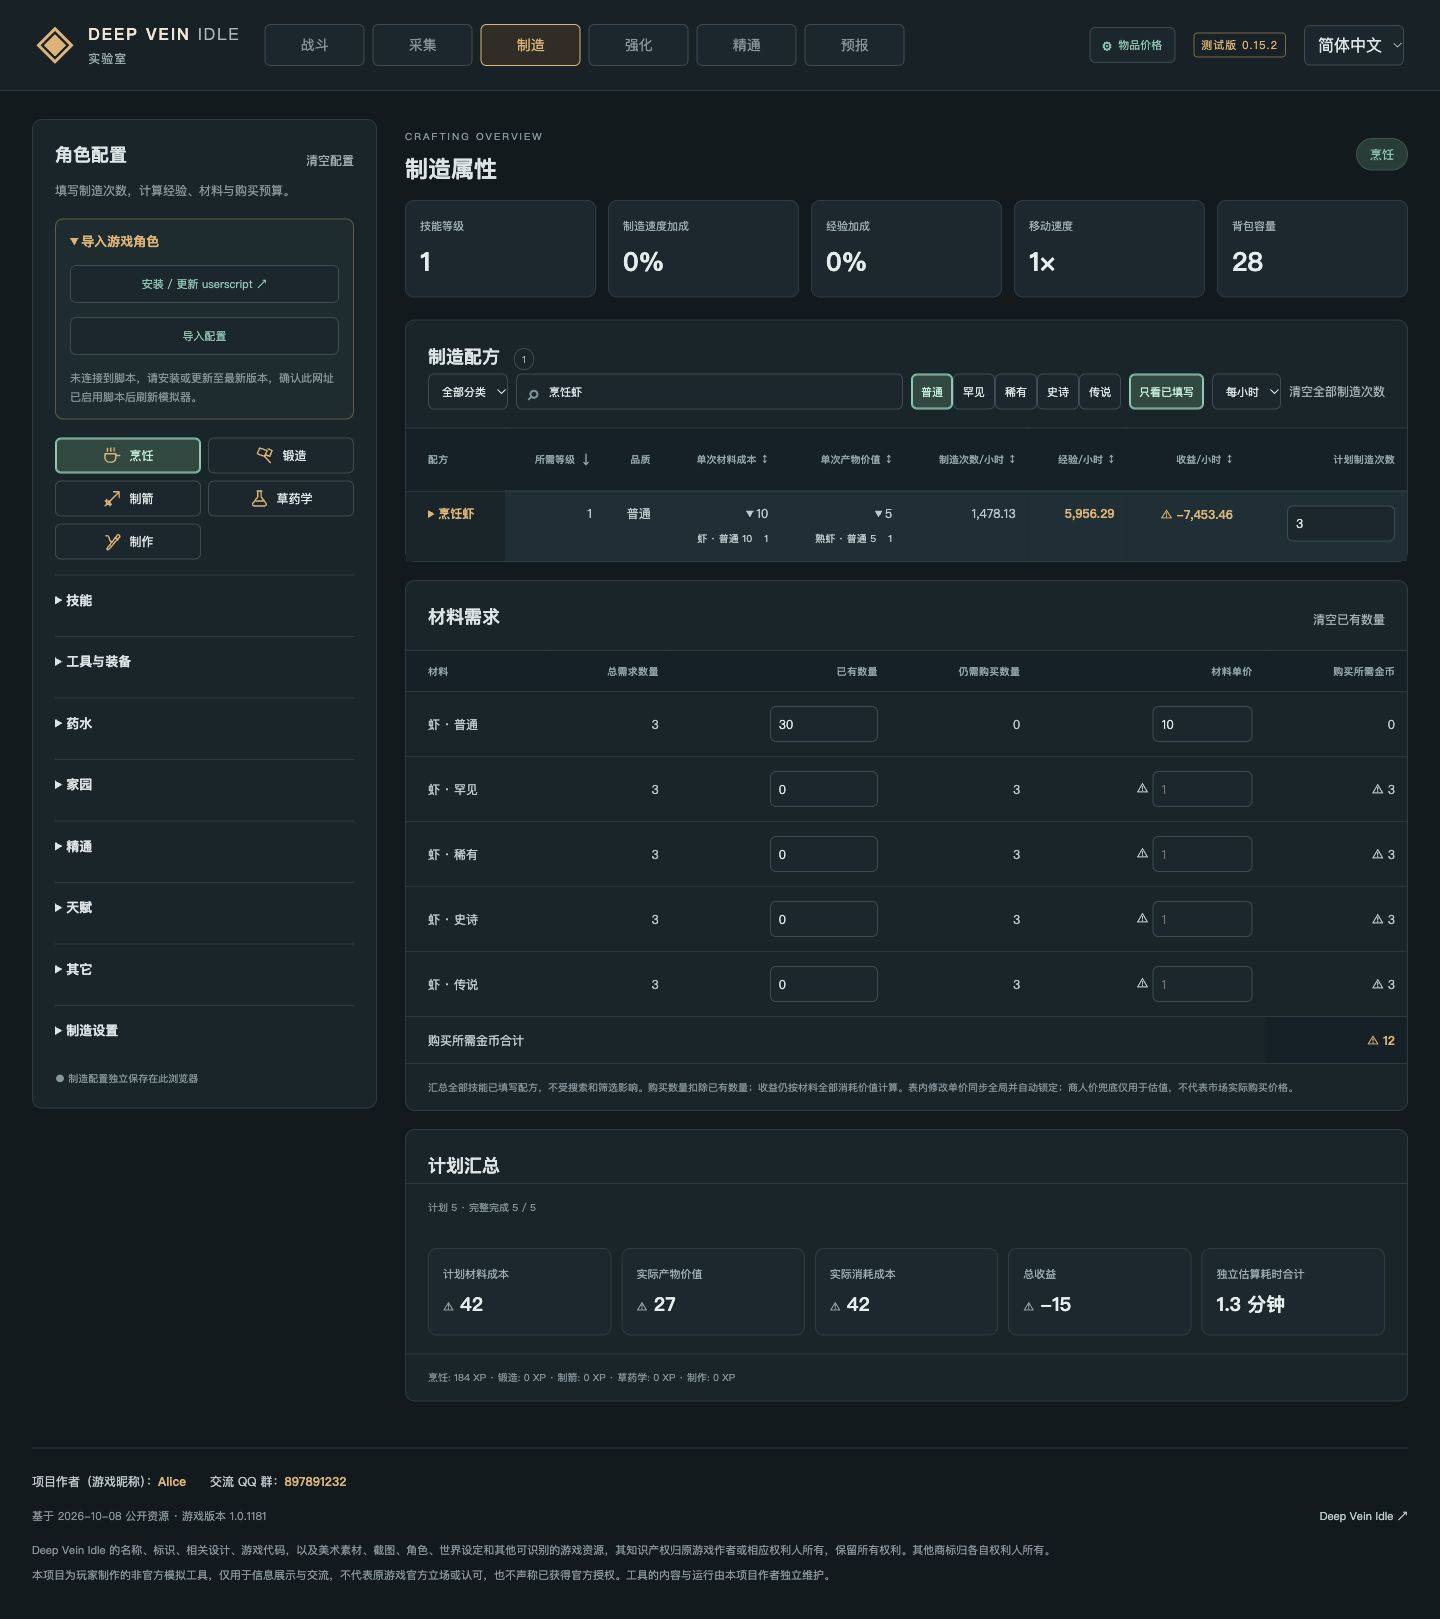 DEEP VEIN IDLE
实验室
战斗
采集
制造
强化
精通
预报
物品价格
测试版 0.15.2
简体中文
角色配置
清空配置
填写制造次数，计算经验、材料与购买预算。
▼导入游戏角色
安装 / 更新 userscript ↗
导入配置
未连接到脚本，请安装或更新至最新版本，确认此网址
已启用脚本后刷新模拟器。
烹饪
锻造
制箭
草药学
制作
▶技能
▶工具与装备
▶药水
▶家园
▶精通
▶天赋
▶其它
▶制造设置
制造配置独立保存在此浏览器
CRAFTING OVERVIEW
制造属性
烹饪
技能等级
1
制造速度加成
0%
经验加成
0%
移动速度
1×
背包容量
28
制造配方 1
全部分类
烹饪虾
普通
罕见
稀有
史诗
传说
只看已填写
每小时
清空全部制造次数
配方 所需等级 ↓ 品质 单次材料成本 ↕ 单次产物价值 ↕ 制造次数/小时 ↕ 经验/小时 ↕ 收益/小时 ↕ 计划制造次数
▶烹饪虾 1 普通 ▼10 ▼5 1,478.13 5,956.29 ⚠ −7,453.46 3
虾 · 普通 10 1 熟虾 · 普通 5 1
材料需求
清空已有数量
材料 总需求数量 已有数量 仍需购买数量 材料单价 购买所需金币
虾 · 普通 3 30 0 10 0
虾 · 罕见 3 0 3 ⚠ 1 ⚠ 3
虾 · 稀有 3 0 3 ⚠ 1 ⚠ 3
虾 · 史诗 3 0 3 ⚠ 1 ⚠ 3
虾 · 传说 3 0 3 ⚠ 1 ⚠ 3
购买所需金币合计 ⚠ 12
汇总全部技能已填写配方，不受搜索和筛选影响。购买数量扣除已有数量；收益仍按材料全部消耗价值计算。表内修改单价同步全局并自动锁定；商人价兜底仅用于估值，不代表市场实际购买价格。
计划汇总
计划 5 · 完整完成 5 / 5
计划材料成本
⚠ 42
实际产物价值
⚠ 27
实际消耗成本
⚠ 42
总收益
⚠ −15
独立估算耗时合计
1.3 分钟
烹饪: 184 XP · 锻造: 0 XP · 制箭: 0 XP · 草药学: 0 XP · 制作: 0 XP
项目作者（游戏昵称）：Alice 交流 QQ 群：897891232
基于 2026-10-08 公开资源 · 游戏版本 1.0.1181
Deep Vein Idle ↗
Deep Vein Idle 的名称、标识、相关设计、游戏代码，以及美术素材、截图、角色、世界设定和其他可识别的游戏资源，其知识产权归原游戏作者或相应权利人所有，保留所有权利。其他商标归各自权利人所有。
本项目为玩家制作的非官方模拟工具，仅用于信息展示与交流，不代表原游戏官方立场或认可，也不声称已获得官方授权。工具的内容与运行由本项目作者独立维护。